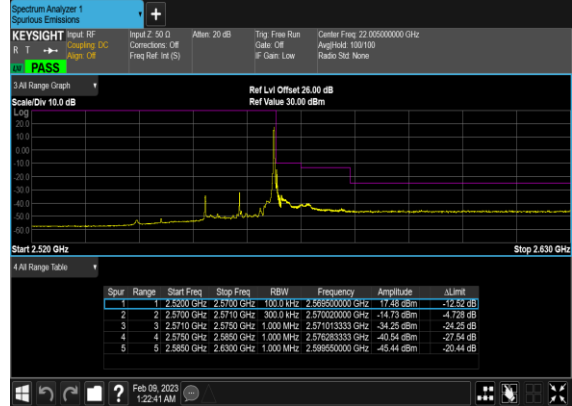 Spectrum Analyzer 1
Spurious Emissions
+
KEYSIGHT Input: RF Input Z: 50 Ω Atten: 20 dB Trig: Free Run Center Freq: 22.005000000 GHz
R T Coupling: DC Corrections: Off Gate: Off Avg|Hold: 100/100
Align: Off Freq Ref: Int (S) IF Gain: Low Radio Std: None
LW PASS
3 All Range Graph
Ref Lvl Offset 26.00 dB
Scale/Div 10.0 dB Ref Value 30.00 dBm
Log
20.0
10.0
0.00
-10.0
-20.0
-30.0
-40.0
-50.0
-60.0
Start 2.520 GHz Stop 2.630 GHz
4 All Range Table
Spur Range Start Freq Stop Freq RBW Frequency Amplitude ΔLimit
1 1 2.5200 GHz 2.5700 GHz 100.0 kHz 2.569500000 GHz 17.48 dBm -12.52 dB
2 2 2.5700 GHz 2.5710 GHz 300.0 kHz 2.570020000 GHz -14.73 dBm -4.728 dB
3 3 2.5710 GHz 2.5750 GHz 1.000 MHz 2.571013333 GHz -34.25 dBm -24.25 dB
4 4 2.5750 GHz 2.5850 GHz 1.000 MHz 2.576283333 GHz -40.54 dBm -27.54 dB
5 5 2.5850 GHz 2.6300 GHz 1.000 MHz 2.599550000 GHz -45.44 dBm -20.44 dB
? Feb 09, 2023
1:22:41 AM